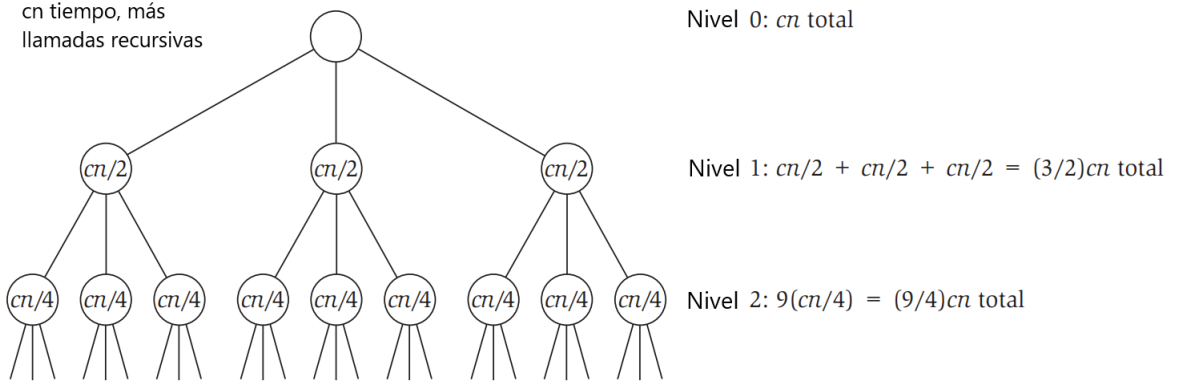 cn tiempo, más
llamadas recursivas
Nivel 0: cn total
cn/2 cn/2 cn/2
Nivel 1: cn/2 + cn/2 + cn/2 = (3/2)cn total
cn/4 cn/4 cn/4 cn/4 cn/4 cn/4 cn/4 cn/4 cn/4
Nivel 2: 9(cn/4) = (9/4)cn total